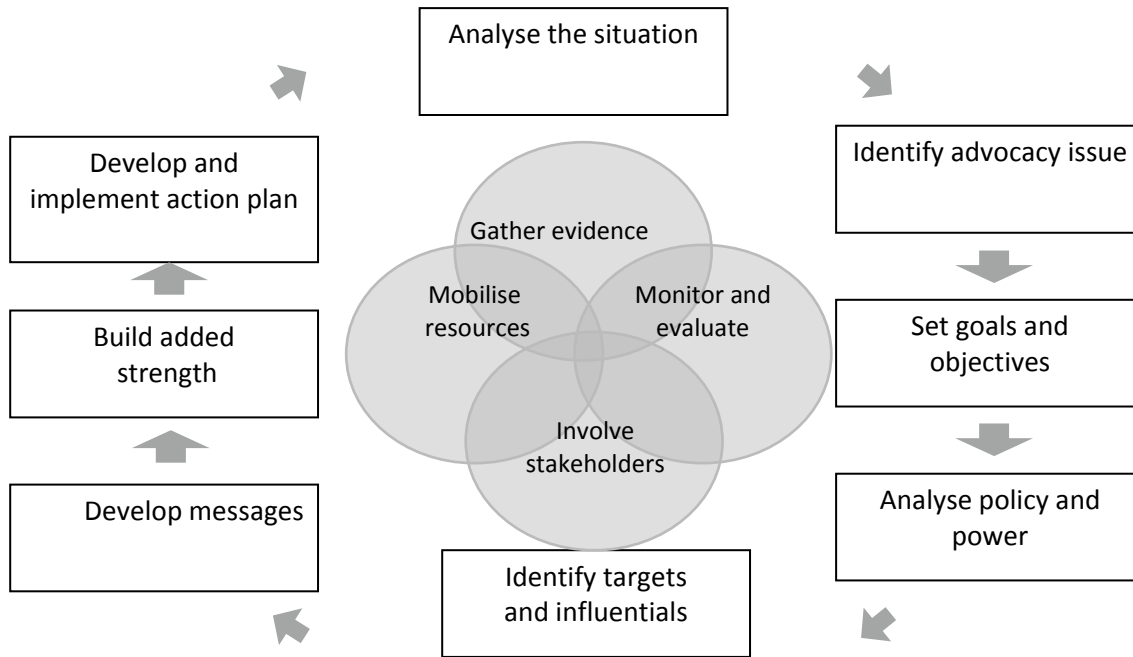 Analyse the situation
Identify advocacy issue
Set goals and
objectives
Analyse policy and
power
Identify targets
and influentials
Develop messages
Build added
strength
Develop and
implement action plan
Gather evidence
Mobilise
resources
Monitor and
evaluate
Involve
stakeholders